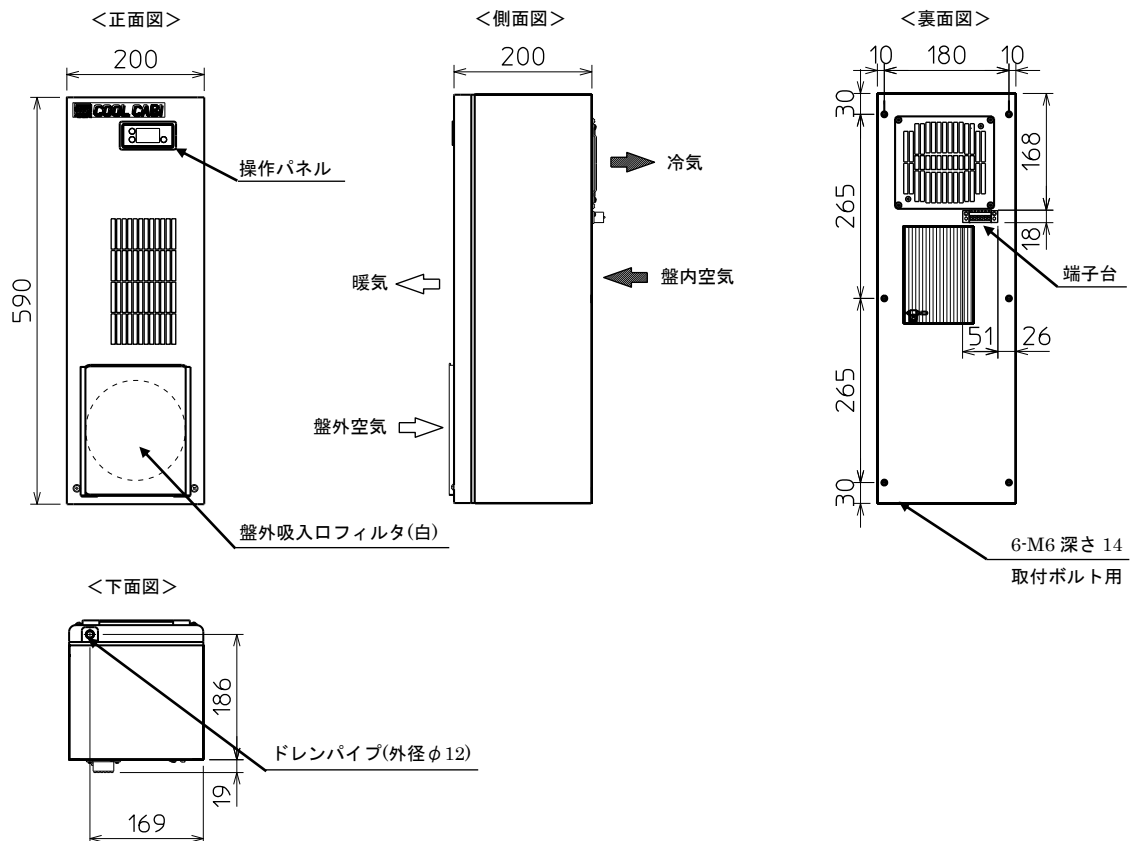 <正面図>
200
COOL CABI
操作パネル
590
盤外吸入口フィルタ(白)
<側面図>
200
冷気
暖気
盤内空気
盤外空気
<裏面図>
10
180
10
30
168
265
18
端子台
51
26
265
30
6-M6 深さ 14
取付ボルト用
<下面図>
186
ドレンパイプ(外径φ12)
19
169